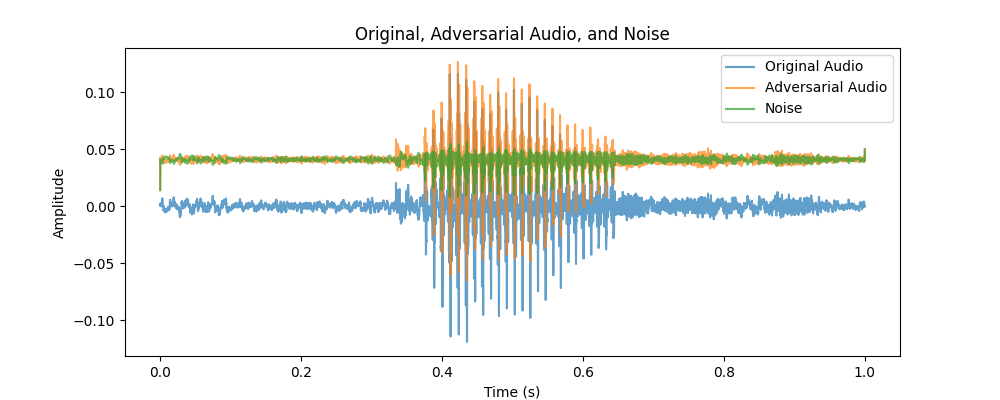 Original, Adversarial Audio, and Noise
Original Audio
Adversarial Audio
Noise
Amplitude
0.10
0.05
0.00
−0.05
−0.10
0.0 0.2 0.4 0.6 0.8 1.0
Time (s)